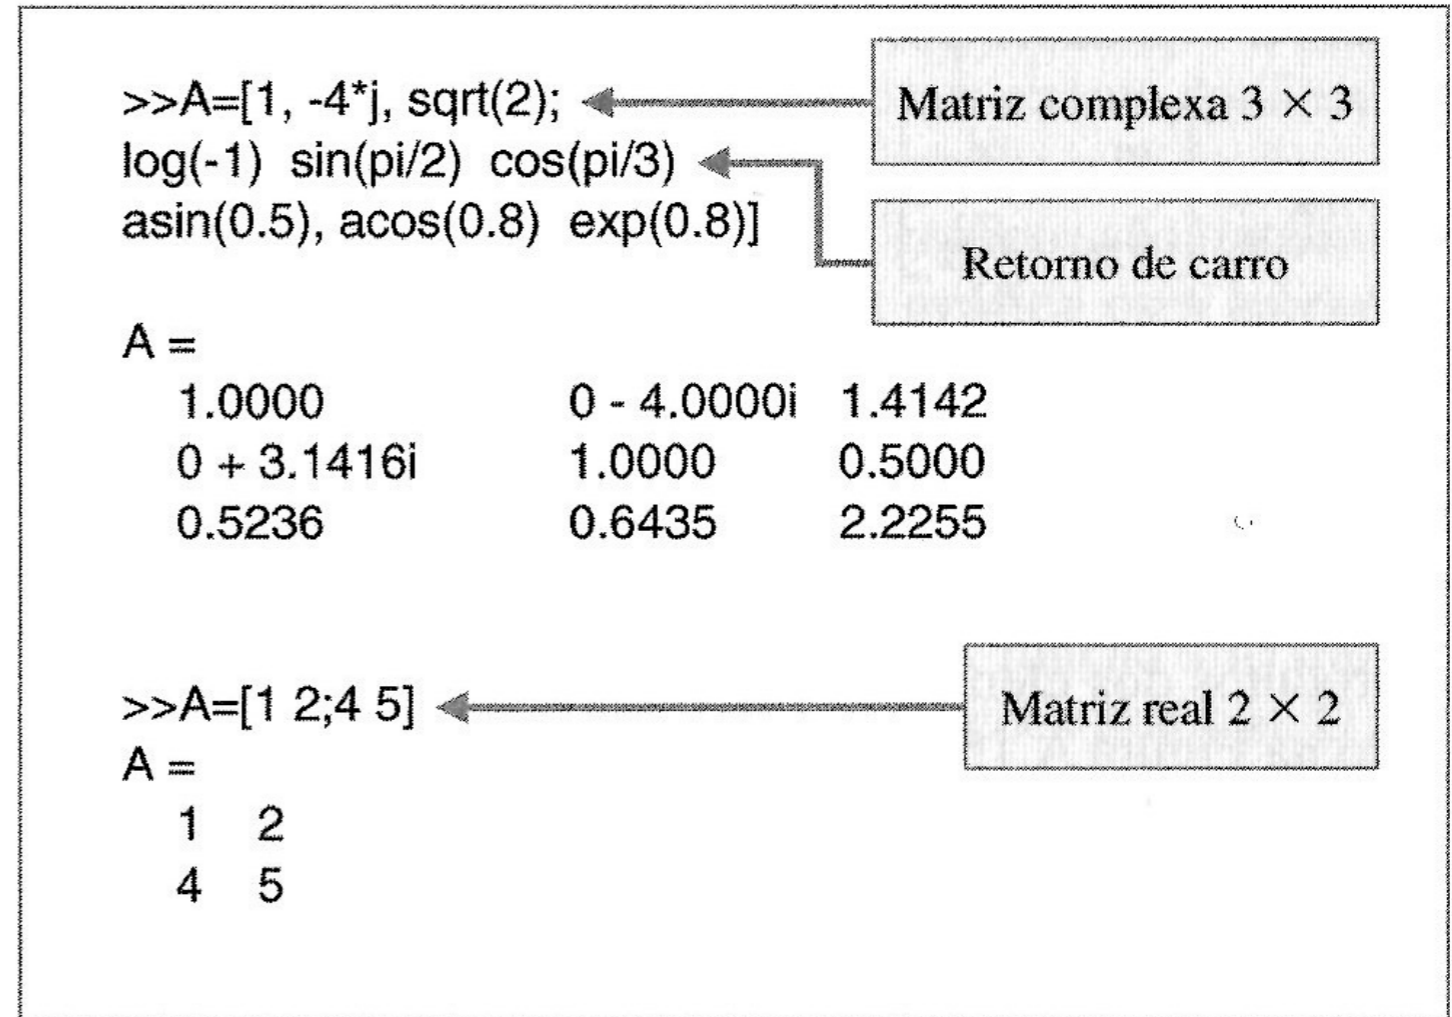 >>A=[1, -4*j, sqrt(2); Matriz complexa 3 × 3
log(-1) sin(pi/2) cos(pi/3)
asin(0.5), acos(0.8) exp(0.8)]
Retorno de carro
A =
1.0000 0 - 4.0000i 1.4142
0 + 3.1416i 1.0000 0.5000
0.5236 0.6435 2.2255
>>A=[1 2;4 5] Matriz real 2 × 2
A =
1 2
4 5